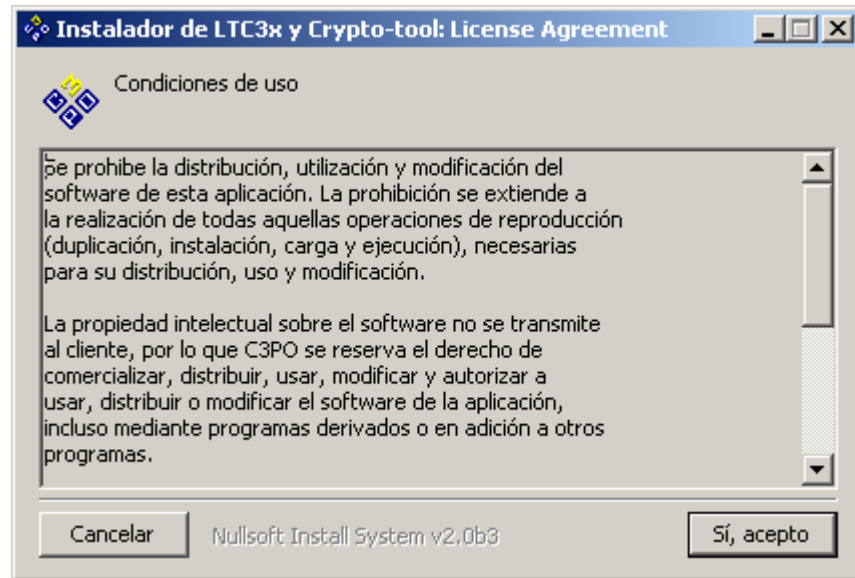 Instalador de LTC3x y Crypto-tool: License Agreement
Condiciones de uso
Se prohibe la distribución, utilización y modificación del
software de esta aplicación. La prohibición se extiende a
la realización de todas aquellas operaciones de reproducción
(duplicación, instalación, carga y ejecución), necesarias
para su distribución, uso y modificación.
La propiedad intelectual sobre el software no se transmite
al cliente, por lo que C3PO se reserva el derecho de
comercializar, distribuir, usar, modificar y autorizar a
usar, distribuir o modificar el software de la aplicación,
incluso mediante programas derivados o en adición a otros
programas.
Cancelar
Nullsoft Install System v2.0b3
Sí, acepto